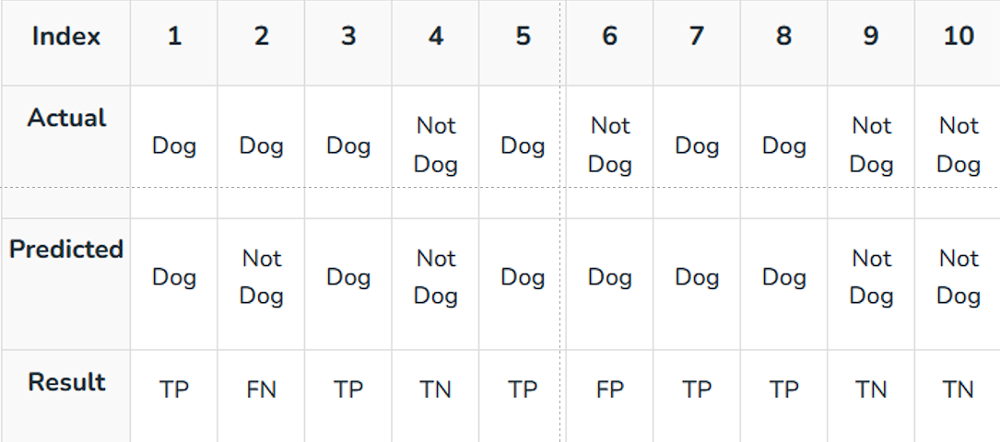 Index 1 2 3 4 5 6 7 8 9 10
Actual Dog Dog Dog Not Dog Dog Not Dog Dog Dog Not Dog Not Dog
Predicted Dog Not Dog Dog Not Dog Dog Dog Dog Dog Not Dog Not Dog
Result TP FN TP TN TP FP TP TP TN TN